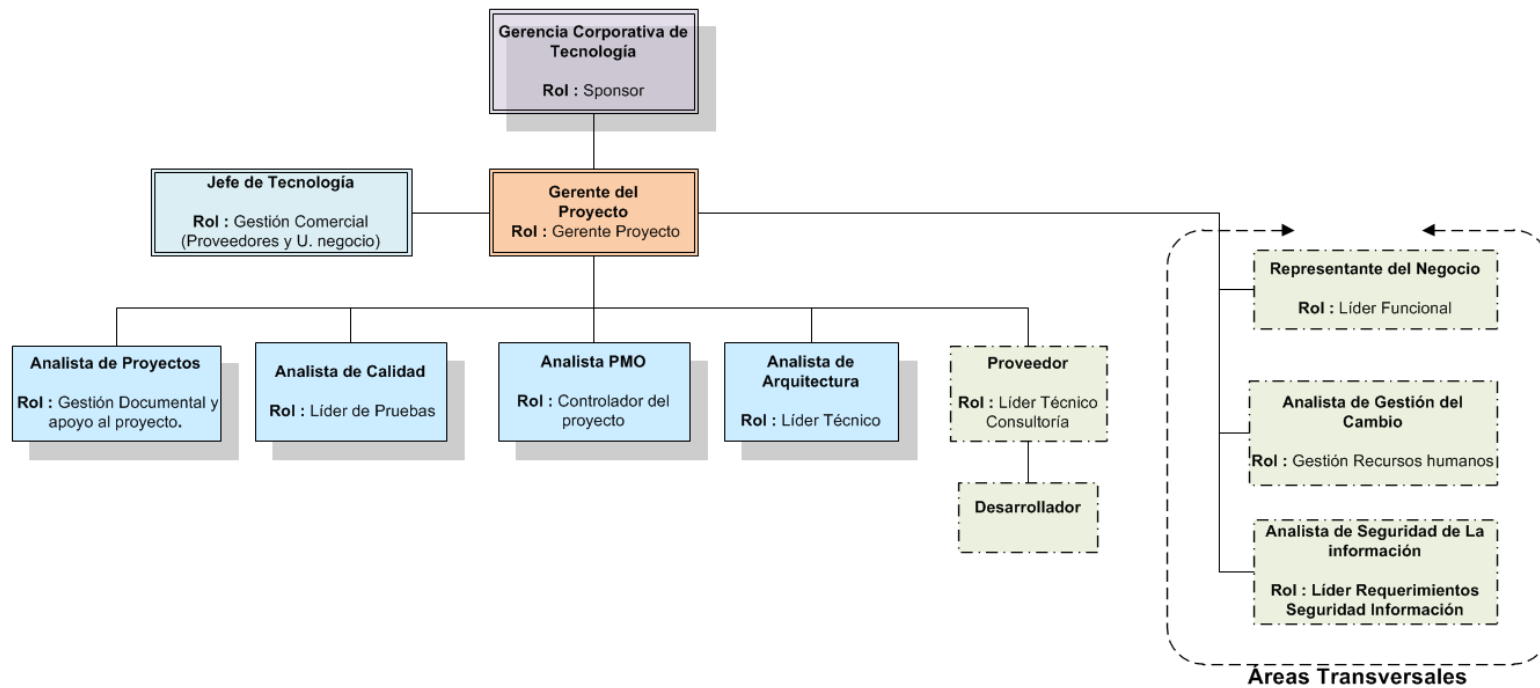 Gerencia Corporativa de
Tecnología
Rol : Sponsor
Jefe de Tecnología
Rol : Gestión Comercial
(Proveedores y U. negocio)
Gerente del
Proyecto
Rol : Gerente Proyecto
Analista de Proyectos
Rol : Gestión Documental y
apoyo al proyecto.
Analista de Calidad
Rol : Líder de Pruebas
Analista PMO
Rol : Controlador del
proyecto
Analista de
Arquitectura
Rol : Líder Técnico
Proveedor
Rol : Líder Técnico
Consultoría
Desarrollador
Representante del Negocio
Rol : Líder Funcional
Analista de Gestión del
Cambio
Rol : Gestión Recursos humanos
Analista de Seguridad de La
información
Rol : Líder Requerimientos
Seguridad Información
Áreas Transversales